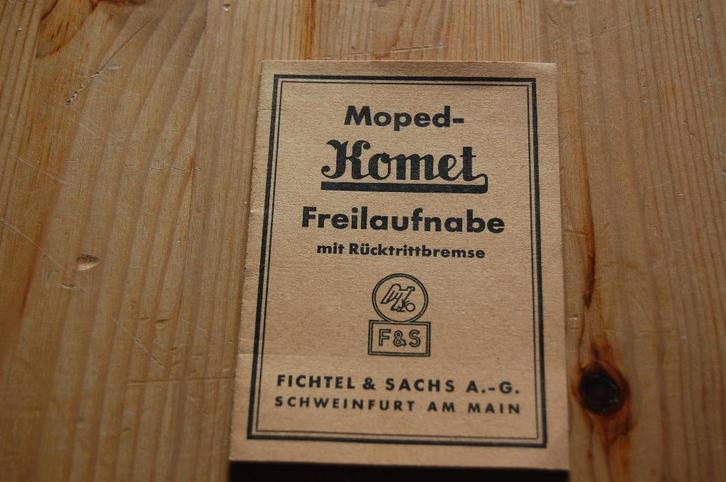 Moped-
Komet
Freilaufnabe
mit Rücktrittbremse
F&S
FICHTEL & SACHS A.-G.
SCHWEINFURT AM MAIN